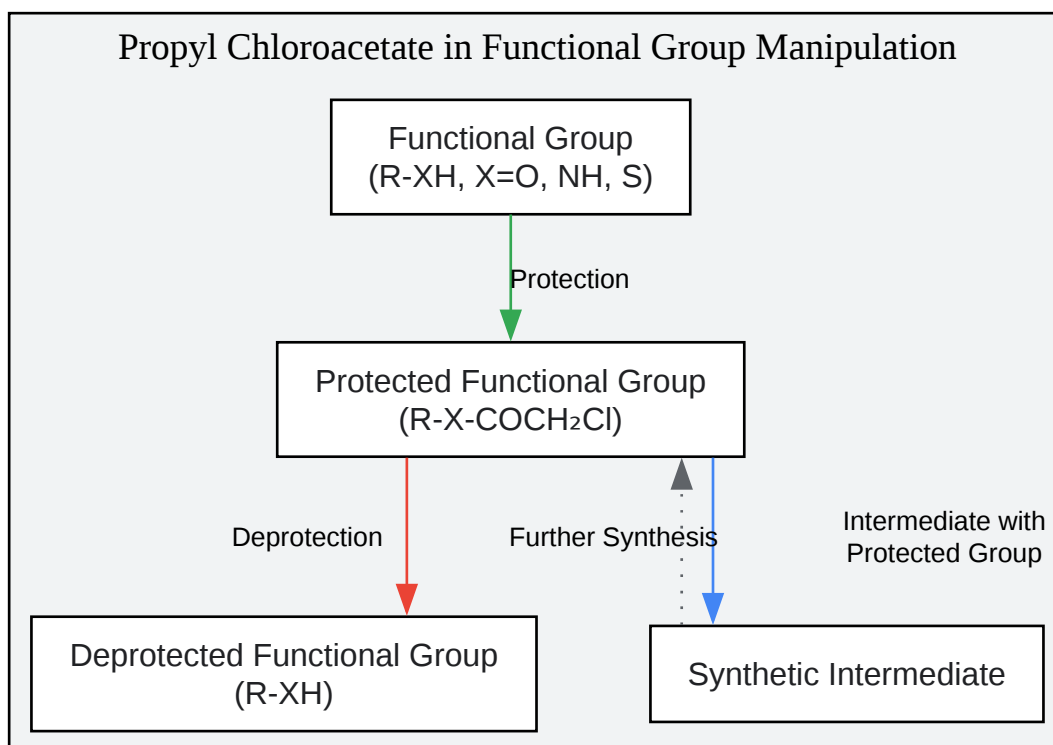 Propyl Chloroacetate in Functional Group Manipulation
Functional Group
(R-XH, X=O, NH, S)
Protection
Protected Functional Group
(R-X-COCH₂Cl)
Deprotection
Further Synthesis
Intermediate with
Protected Group
Deprotected Functional Group
(R-XH)
Synthetic Intermediate